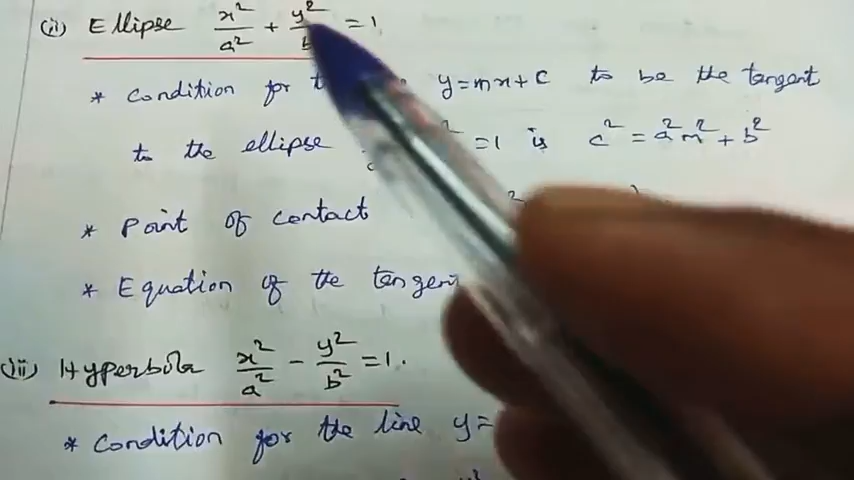 (ii) Ellipse x²/a² + y²/b = 1
* Condition for y=mx+c to be the tangent
to the ellipse =1 is c² = a²m² + b²
* Point of contact
* Equation of the tangent
(iii) Hyperbola x²/a² - y²/b² = 1.
* Condition for the line y=